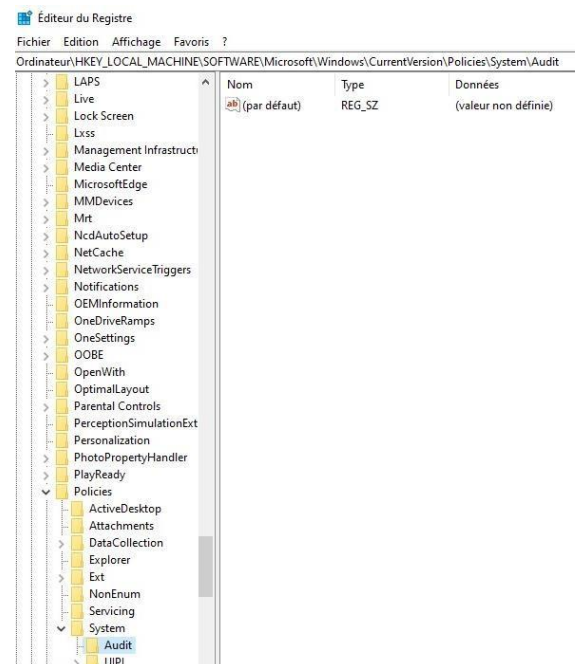 Éditeur du Registre
Fichier Edition Affichage Favoris ?
Ordinateur\HKEY_LOCAL_MACHINE\SOFTWARE\Microsoft\Windows\CurrentVersion\Policies\System\Audit
LAPS
Live
Lock Screen
Lxss
Management Infrastructu
Media Center
MicrosoftEdge
MMDevices
Mrt
NcdAutoSetup
NetCache
NetworkServiceTriggers
Notifications
OEMInformation
OneDriveRamps
OneSettings
OOBE
OpenWith
OptimalLayout
Parental Controls
PerceptionSimulationExt
Personalization
PhotoPropertyHandler
PlayReady
Policies
ActiveDesktop
Attachments
DataCollection
Explorer
Ext
NonEnum
Servicing
System
Audit
UIPI
Nom Type Données
ab (par défaut) REG_SZ (valeur non définie)